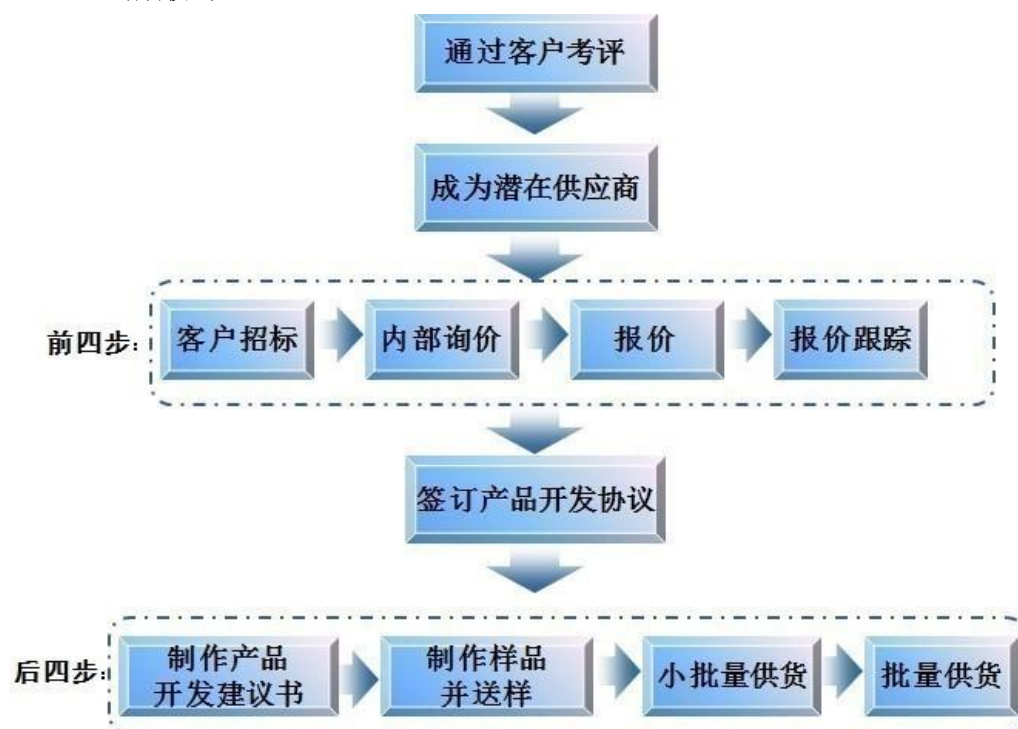 通过客户考评
成为潜在供应商
前四步:
客户招标
内部询价
报价
报价跟踪
签订产品开发协议
后四步:
制作产品
开发建议书
制作样品
并送样
小批量供货
批量供货